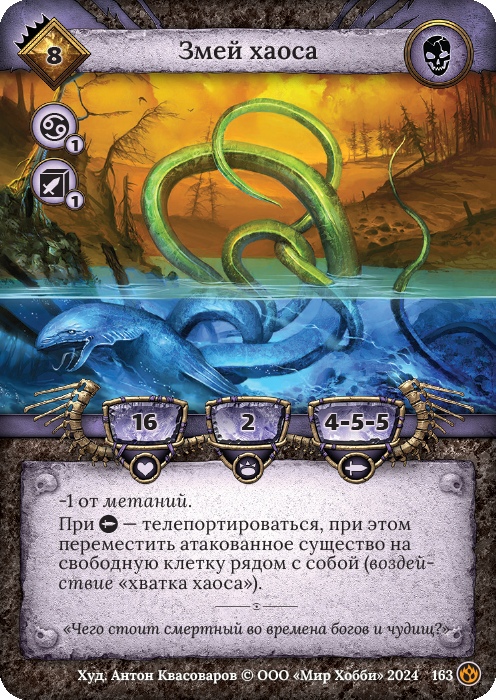 8
Змей хаоса
1
1
16
2
4-5-5
-1 от метаний.
При — телепортироваться, при этом
переместить атакованное существо на
свободную клетку рядом с собой (воздей-
ствие «хватка хаоса»).
«Чего стоит смертный во времена богов и чудищ?»
Худ. Антон Квасоваров © ООО «Мир Хобби» 2024 163